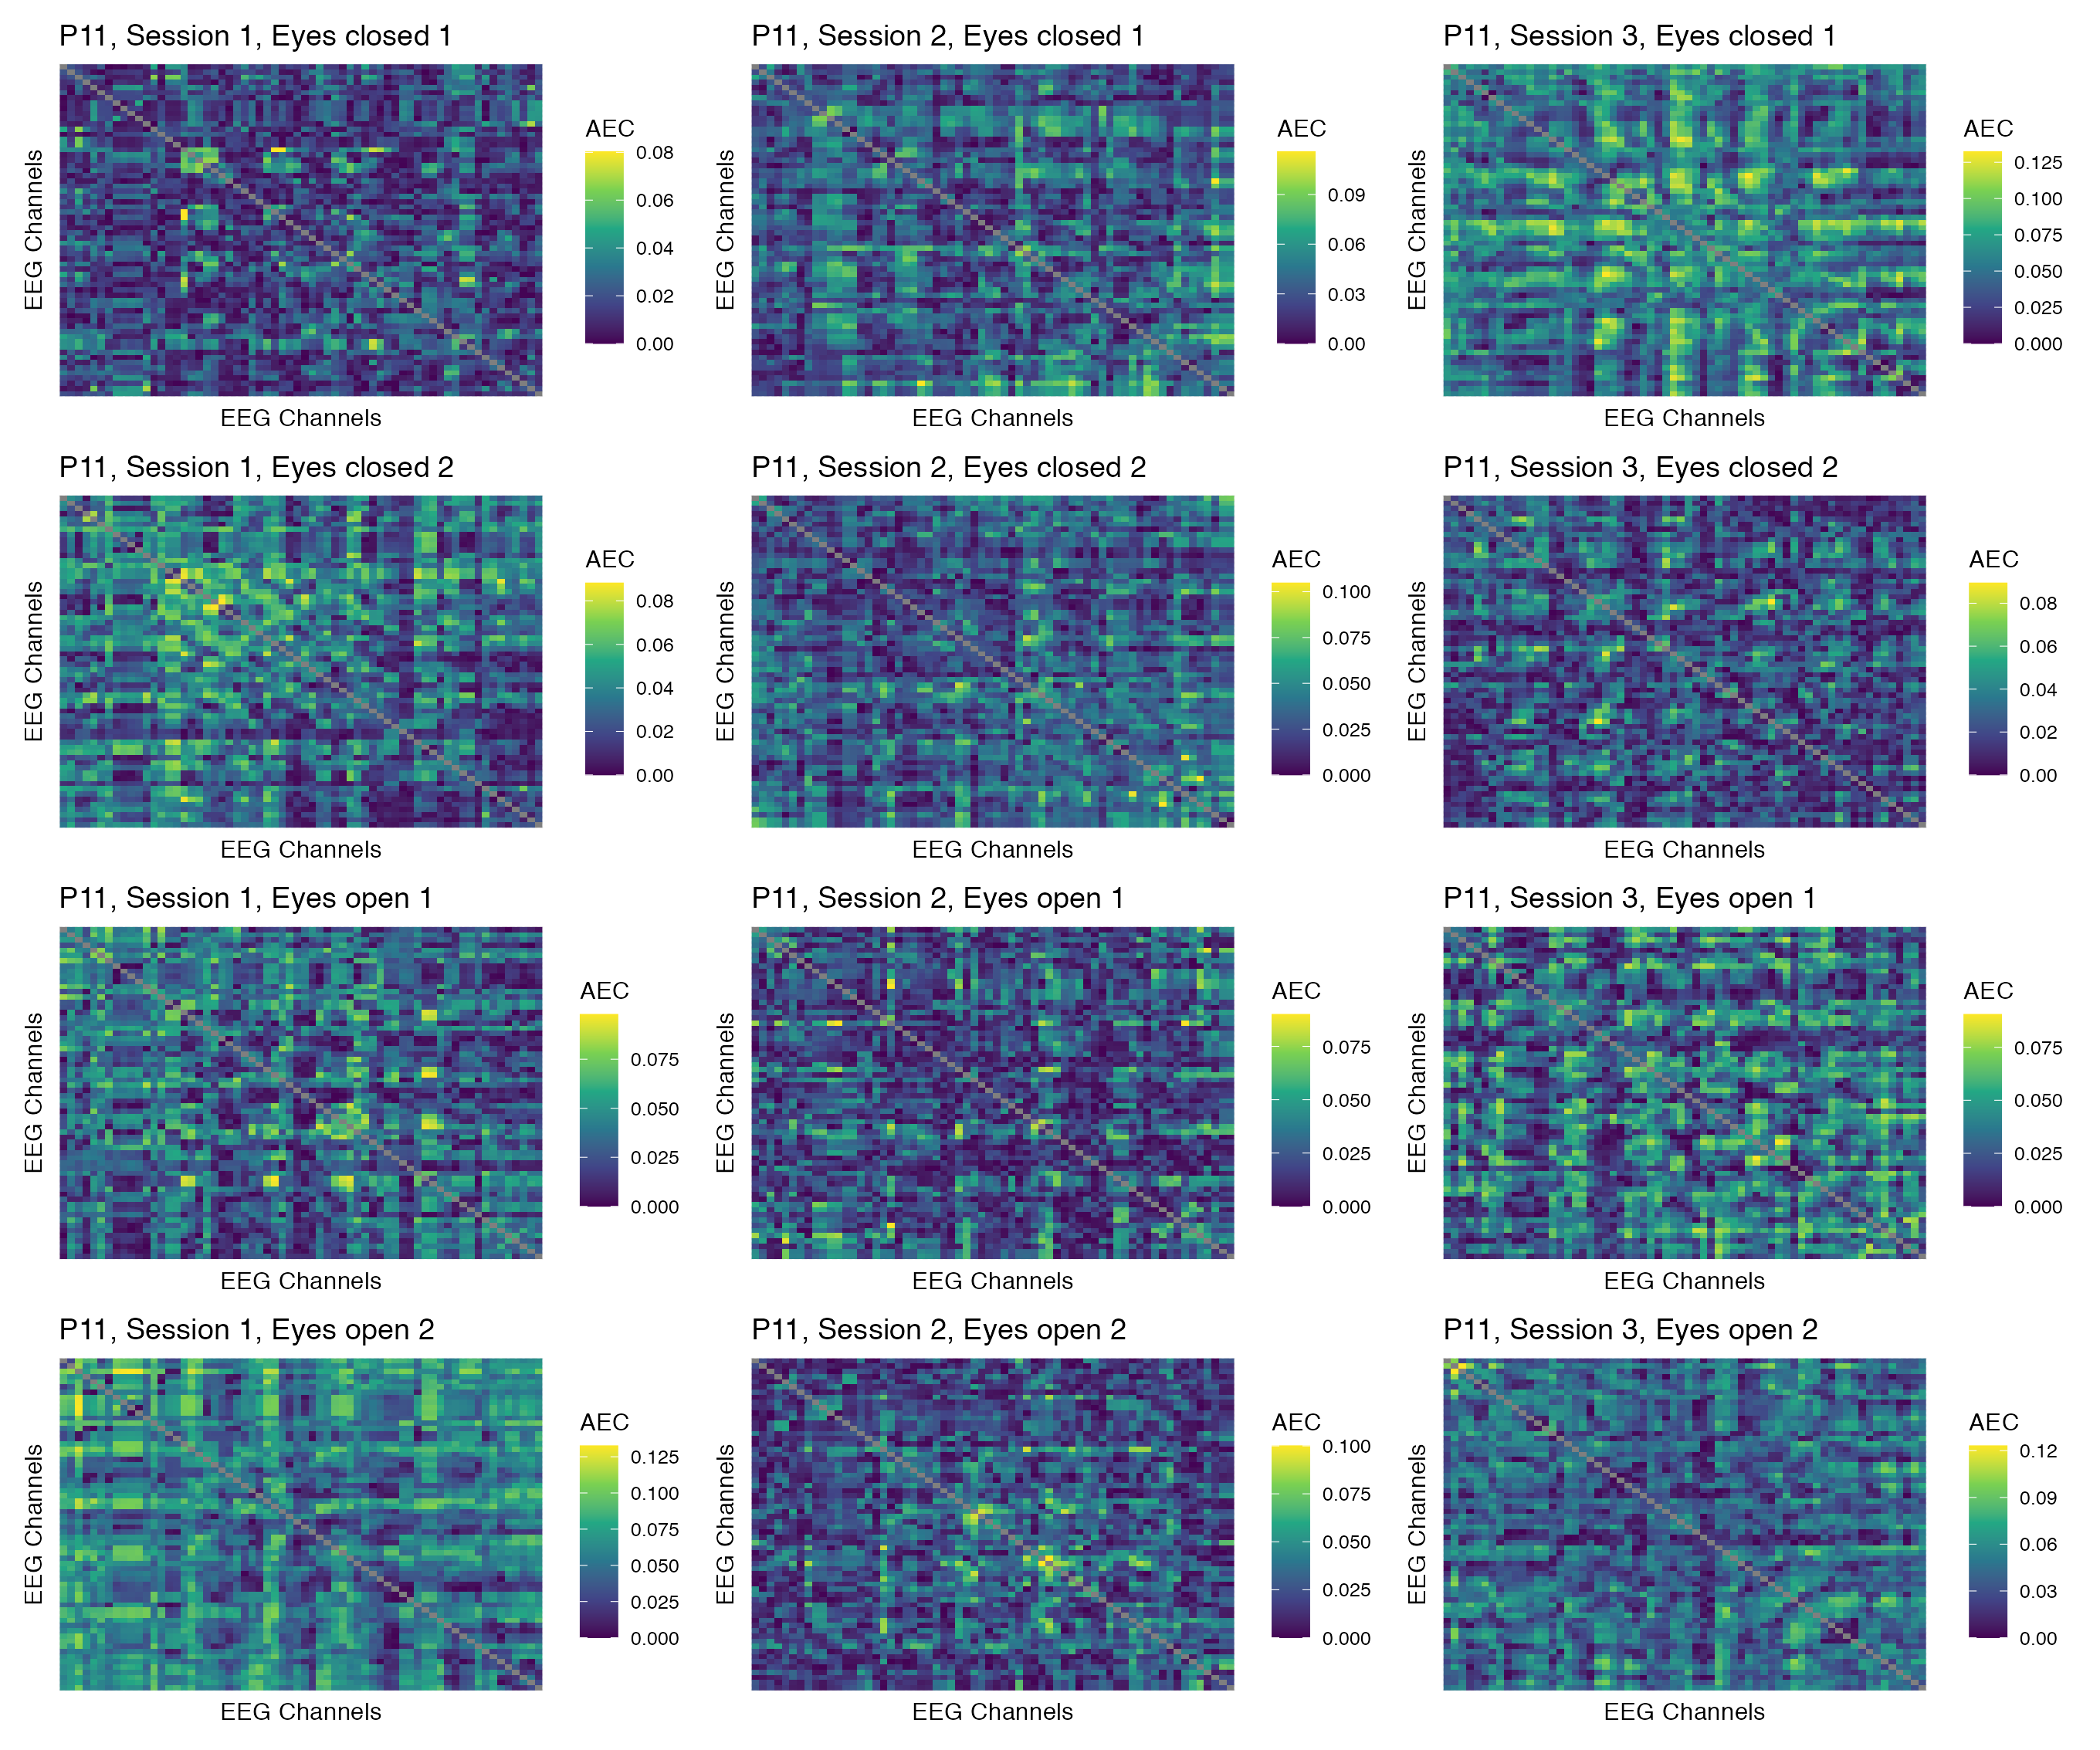 P11, Session 1, Eyes closed 1
EEG Channels
EEG Channels
AEC
0.08
0.06
0.04
0.02
0.00
P11, Session 2, Eyes closed 1
EEG Channels
EEG Channels
AEC
0.09
0.06
0.03
0.00
P11, Session 3, Eyes closed 1
EEG Channels
EEG Channels
AEC
0.125
0.100
0.075
0.050
0.025
0.000
P11, Session 1, Eyes closed 2
EEG Channels
EEG Channels
AEC
0.08
0.06
0.04
0.02
0.00
P11, Session 2, Eyes closed 2
EEG Channels
EEG Channels
AEC
0.100
0.075
0.050
0.025
0.000
P11, Session 3, Eyes closed 2
EEG Channels
EEG Channels
AEC
0.08
0.06
0.04
0.02
0.00
P11, Session 1, Eyes open 1
EEG Channels
EEG Channels
AEC
0.075
0.050
0.025
0.000
P11, Session 2, Eyes open 1
EEG Channels
EEG Channels
AEC
0.075
0.050
0.025
0.000
P11, Session 3, Eyes open 1
EEG Channels
EEG Channels
AEC
0.075
0.050
0.025
0.000
P11, Session 1, Eyes open 2
EEG Channels
EEG Channels
AEC
0.125
0.100
0.075
0.050
0.025
0.000
P11, Session 2, Eyes open 2
EEG Channels
EEG Channels
AEC
0.100
0.075
0.050
0.025
0.000
P11, Session 3, Eyes open 2
EEG Channels
EEG Channels
AEC
0.12
0.09
0.06
0.03
0.00